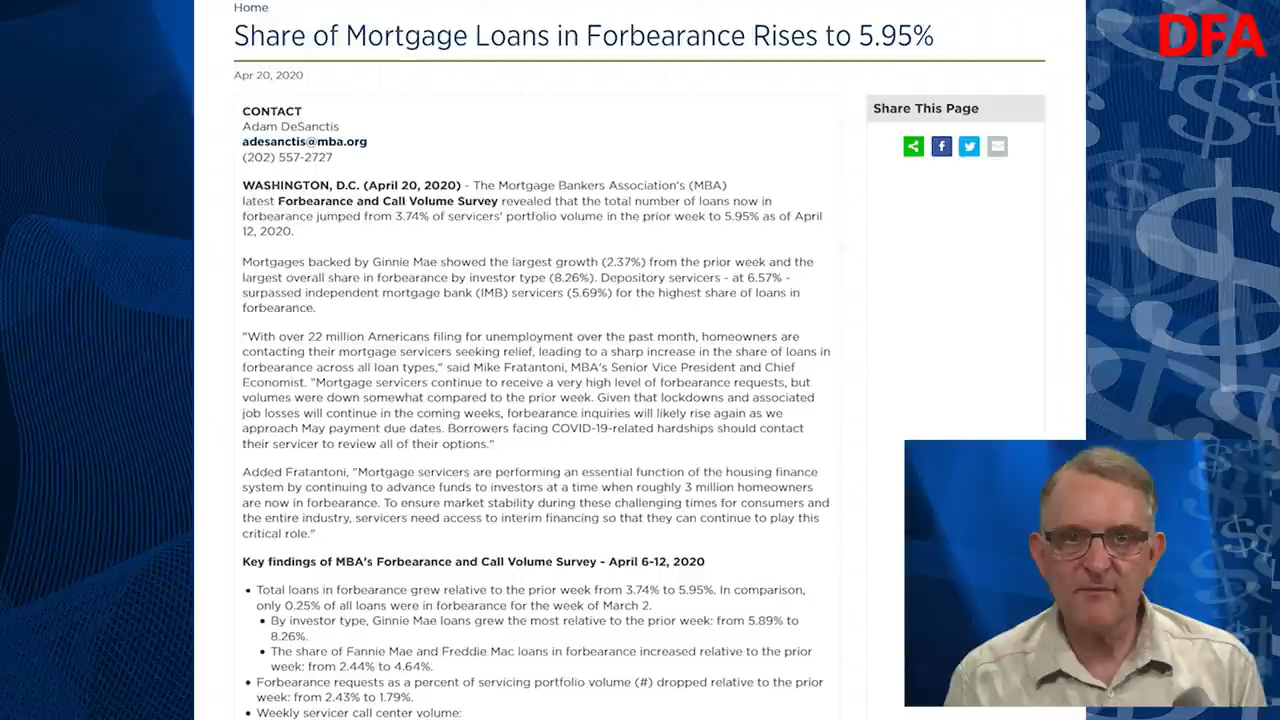 Home
Share of Mortgage Loans in Forbearance Rises to 5.95%
DFA
Apr 20, 2020
CONTACT
Adam DeSanctis
adesanctis@mba.org
(202) 557-2727
Share This Page
WASHINGTON, D.C. (April 20, 2020) - The Mortgage Bankers Association's (MBA)
latest Forbearance and Call Volume Survey revealed that the total number of loans now in
forbearance jumped from 3.74% of servicers' portfolio volume in the prior week to 5.95% as of April
12, 2020.
Mortgages backed by Ginnie Mae showed the largest growth (2.37%) from the prior week and the
largest overall share in forbearance by investor type (8.26%). Depository servicers - at 6.57% -
surpassed independent mortgage bank (IMB) servicers (5.69%) for the highest share of loans in
forbearance.
"With over 22 million Americans filing for unemployment over the past month, homeowners are
contacting their mortgage servicers seeking relief, leading to a sharp increase in the share of loans in
forbearance across all loan types," said Mike Fratantoni, MBA's Senior Vice President and Chief
Economist. "Mortgage servicers continue to receive a very high level of forbearance requests, but
volumes were down somewhat compared to the prior week. Given that lockdowns and associated
job losses will continue in the coming weeks, forbearance inquiries will likely rise again as we
approach May payment due dates. Borrowers facing COVID-19-related hardships should contact
their servicer to review all of their options."
Added Fratantoni, "Mortgage servicers are performing an essential function of the housing finance
system by continuing to advance funds to investors at a time when roughly 3 million homeowners
are now in forbearance. To ensure market stability during these challenging times for consumers and
the entire industry, servicers need access to interim financing so that they can continue to play this
critical role."
Key findings of MBA's Forbearance and Call Volume Survey - April 6-12, 2020
• Total loans in forbearance grew relative to the prior week from 3.74% to 5.95%. In comparison,
only 0.25% of all loans were in forbearance for the week of March 2.
• By investor type, Ginnie Mae loans grew the most relative to the prior week: from 5.89% to
8.26%.
• The share of Fannie Mae and Freddie Mac loans in forbearance increased relative to the prior
week: from 2.44% to 4.64%.
• Forbearance requests as a percent of servicing portfolio volume (#) dropped relative to the prior
week: from 2.43% to 1.79%.
• Weekly servicer call center volume: